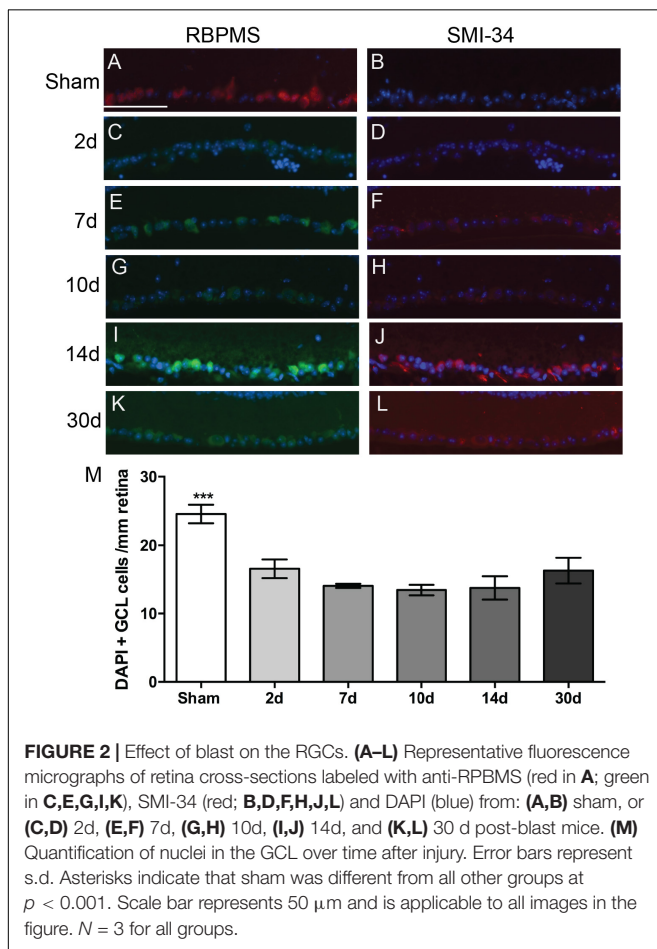 RBPMS SMI-34
Sham A B
2d C D
7d E F
10d G H
14d I J
30d K L
M
DAPI + GCL cells /mm retina
30
20
10
0
***
Sham 2d 7d 10d 14d 30d
FIGURE 2 | Effect of blast on the RGCs. (A–L) Representative fluorescence
micrographs of retina cross-sections labeled with anti-RPBMS (red in A; green
in C,E,G,I,K), SMI-34 (red; B,D,F,H,J,L) and DAPI (blue) from: (A,B) sham, or
(C,D) 2d, (E,F) 7d, (G,H) 10d, (I,J) 14d, and (K,L) 30 d post-blast mice. (M)
Quantification of nuclei in the GCL over time after injury. Error bars represent
s.d. Asterisks indicate that sham was different from all other groups at
p < 0.001. Scale bar represents 50 μm and is applicable to all images in the
figure. N = 3 for all groups.